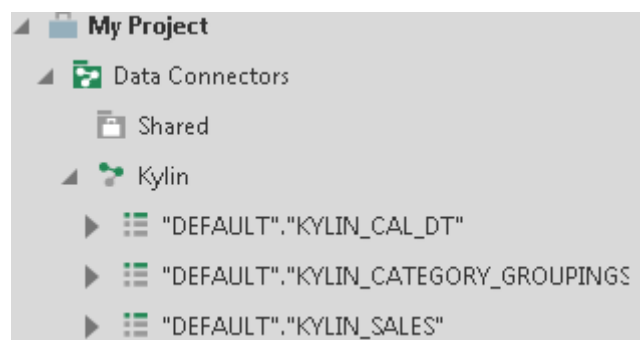 My Project
Data Connectors
Shared
Kylin
"DEFAULT"."KYLIN_CAL_DT"
"DEFAULT"."KYLIN_CATEGORY_GROUPINGS
"DEFAULT"."KYLIN_SALES"